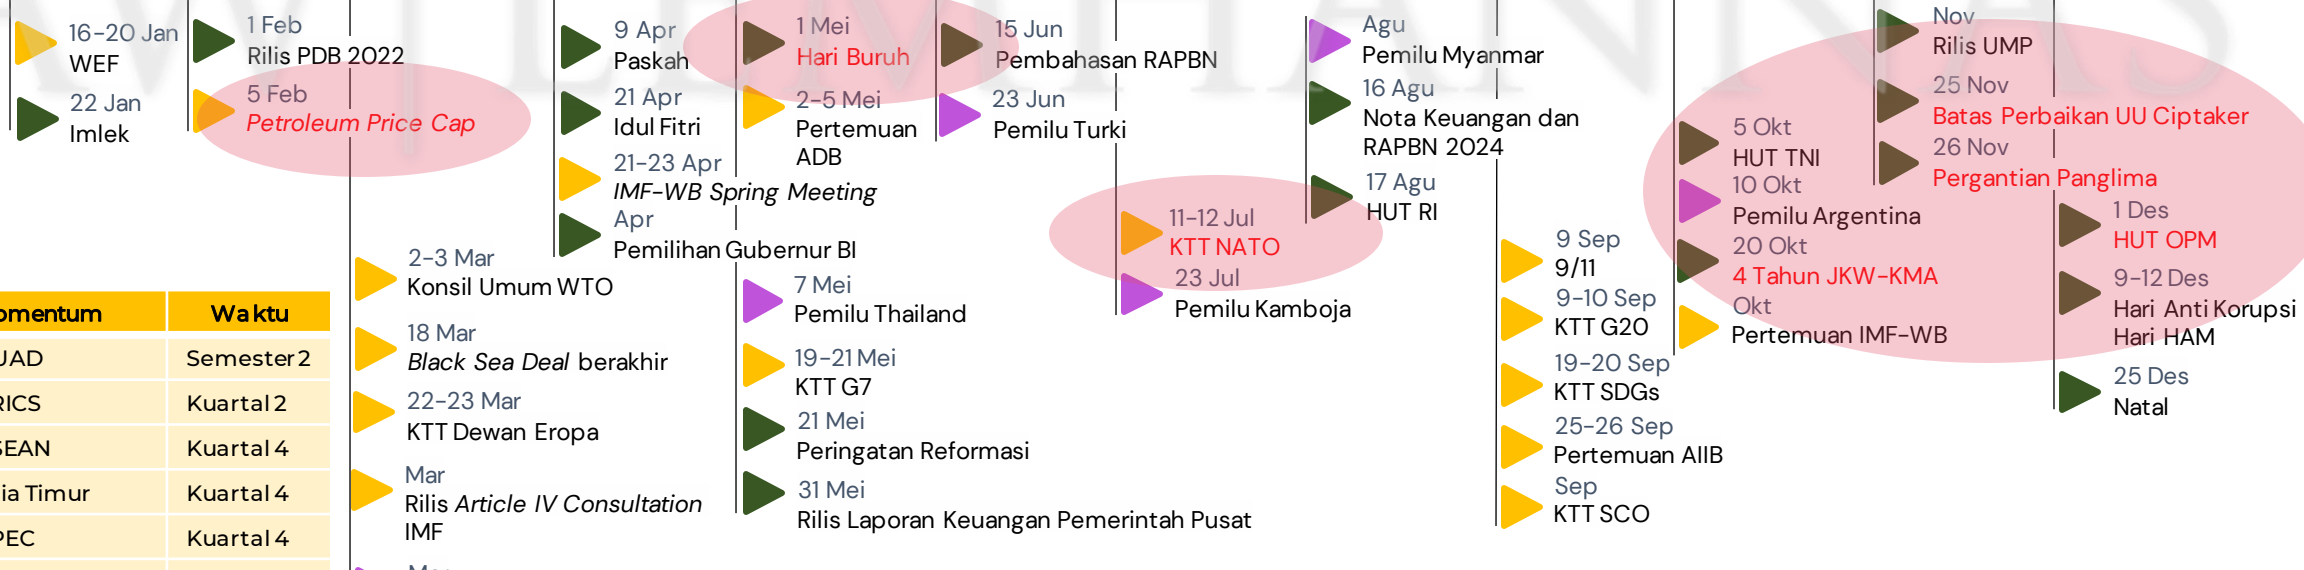 LEMHANNAS
16-20 Jan
WEF
22 Jan
Imlek
1 Feb
Rilis PDB 2022
5 Feb
Petroleum Price Cap
2-3 Mar
Konsil Umum WTO
18 Mar
Black Sea Deal berakhir
22-23 Mar
KTT Dewan Eropa
Mar
Rilis Article IV Consultation
IMF
9 Apr
Paskah
21 Apr
Idul Fitri
21-23 Apr
IMF-WB Spring Meeting
Apr
Pemilihan Gubernur BI
1 Mei
Hari Buruh
2-5 Mei
Pertemuan
ADB
7 Mei
Pemilu Thailand
19-21 Mei
KTT G7
21 Mei
Peringatan Reformasi
31 Mei
Rilis Laporan Keuangan Pemerintah Pusat
15 Jun
Pembahasan RAPBN
23 Jun
Pemilu Turki
11-12 Jul
KTT NATO
23 Jul
Pemilu Kamboja
Agu
Pemilu Myanmar
16 Agu
Nota Keuangan dan
RAPBN 2024
17 Agu
HUT RI
9 Sep
9/11
9-10 Sep
KTT G20
19-20 Sep
KTT SDGs
25-26 Sep
Pertemuan AIIB
Sep
KTT SCO
5 Okt
HUT TNI
10 Okt
Pemilu Argentina
20 Okt
4 Tahun JKW-KMA
Okt
Pertemuan IMF-WB
Nov
Rilis UMP
25 Nov
Batas Perbaikan UU Ciptaker
26 Nov
Pergantian Panglima
1 Des
HUT OPM
9-12 Des
Hari Anti Korupsi
Hari HAM
25 Des
Natal
omentum Waktu
UAD Semester 2
RICS Kuartal 2
SEAN Kuartal 4
ia Timur Kuartal 4
PEC Kuartal 4